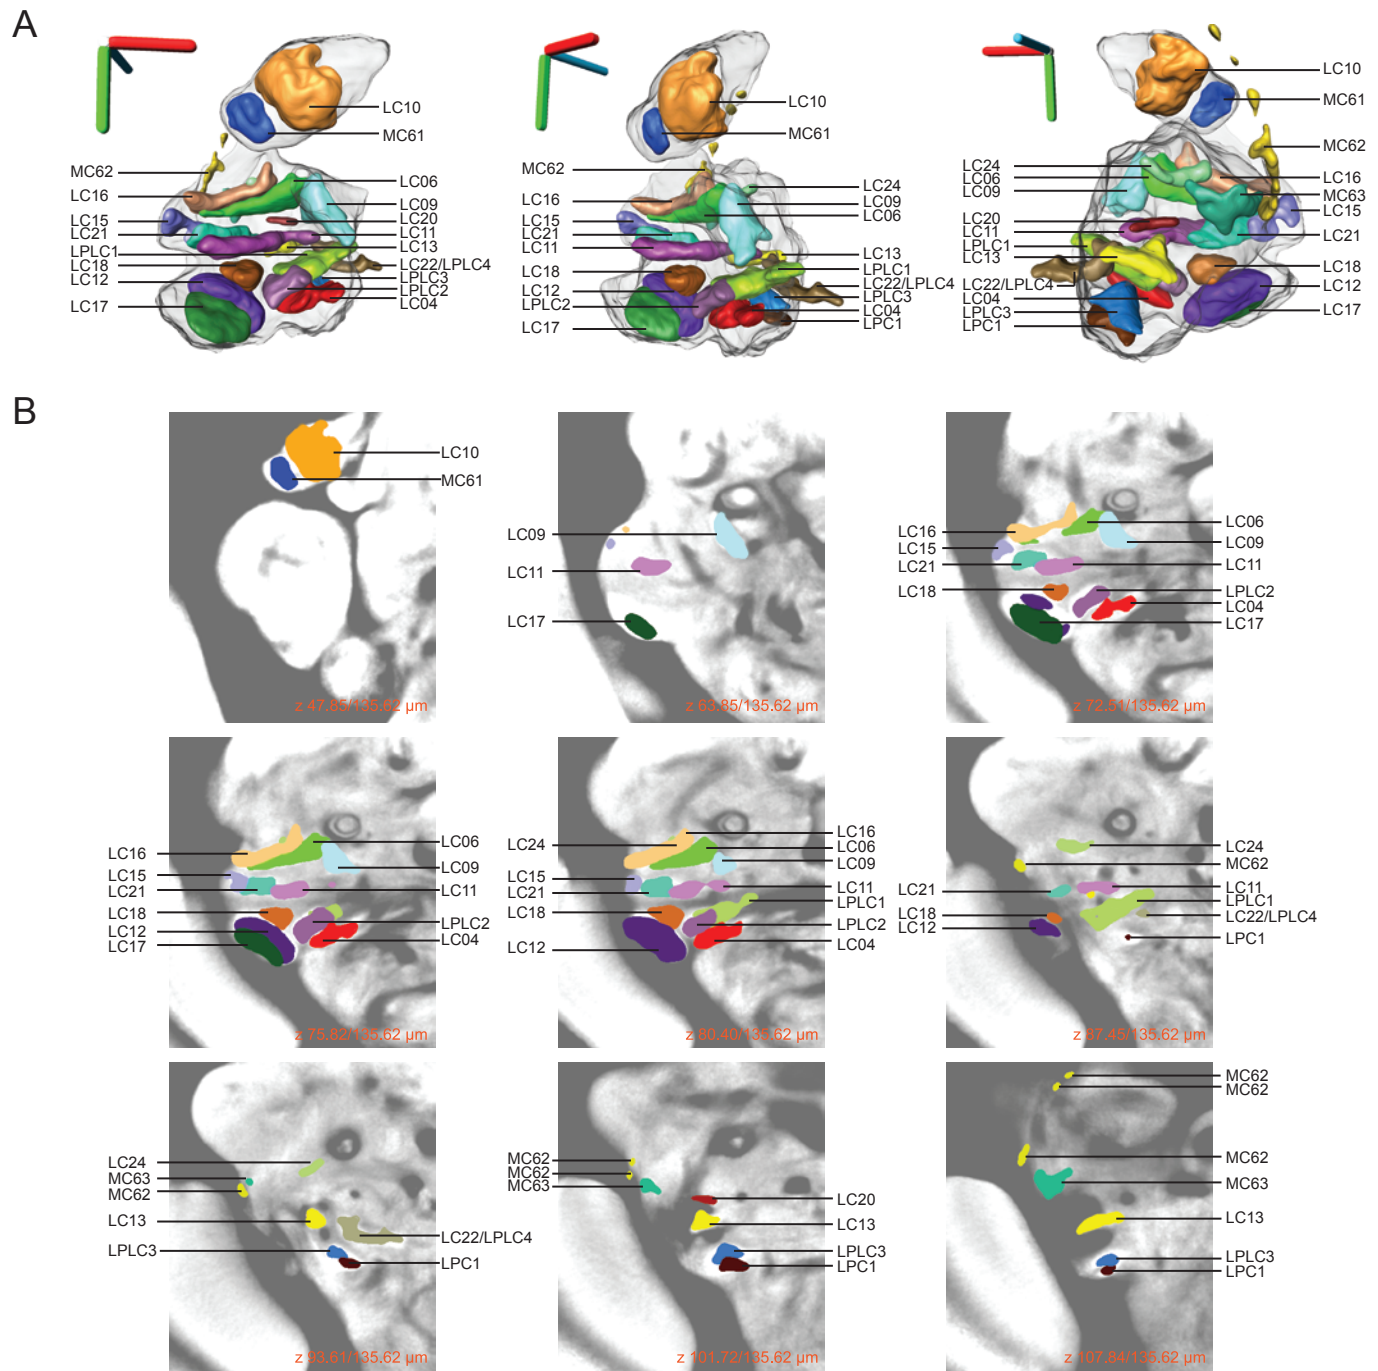 A
LC10
MC61
MC62
LC16
LC15
LC21
LPLC1
LC18
LC12
LC17
LC06
LC09
LC20
LC11
LC13
LC22/LPLC4
LPLC3
LPLC2
LC04
LC10
MC61
MC62
LC16
LC15
LC21
LC11
LC18
LC12
LPLC2
LC17
LC24
LC09
LC06
LC13
LPLC1
LC22/LPLC4
LPLC3
LC04
LPC1
LC24
LC06
LC09
LC20
LC11
LPLC1
LC13
LC22/LPLC4
LC04
LPLC3
LPC1
LC10
MC61
MC62
LC16
MC63
LC15
LC21
LC18
LC12
LC17
B
LC10
MC61
z 47.85/135.62 µm
LC09
LC11
LC17
z 63.85/135.62 µm
LC16
LC15
LC21
LC18
LC06
LC09
LC11
LPLC2
LC04
LC17
z 72.51/135.62 µm
LC16
LC15
LC21
LC18
LC12
LC17
LC06
LC09
LC11
LPLC2
LC04
z 75.82/135.62 µm
LC24
LC15
LC21
LC18
LC12
LC16
LC06
LC09
LC11
LPLC1
LPLC2
LC04
z 80.40/135.62 µm
LC21
LC18
LC12
LC24
MC62
LC11
LPLC1
LC22/LPLC4
LPC1
z 87.45/135.62 µm
LC24
MC63
MC62
LC13
LPLC3
LC22/LPLC4
LPC1
z 93.61/135.62 µm
MC62
MC62
MC63
LC20
LC13
LPLC3
LPC1
z 101.72/135.62 µm
MC62
MC62
MC62
MC63
LC13
LPLC3
LPC1
z 107.84/135.62 µm